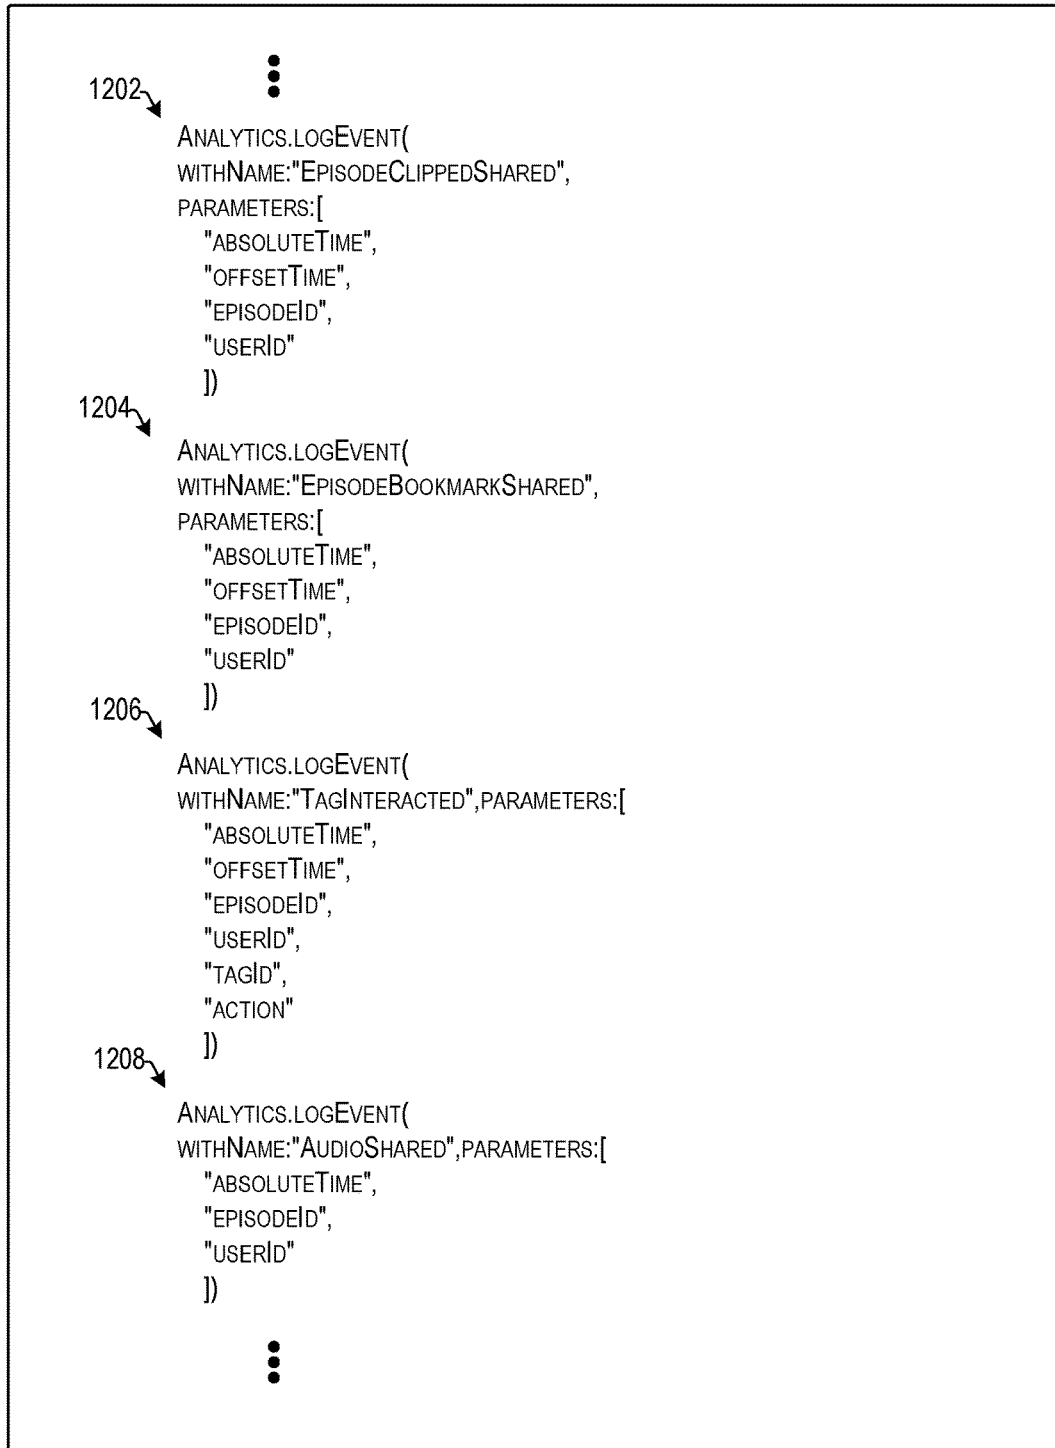 1202
Analytics.logEvent(
withName:"EpisodeClippedShared",
parameters:[
"absoluteTime",
"offsetTime",
"episodeId",
"userId"
])
1204
Analytics.logEvent(
withName:"EpisodeBookmarkShared",
parameters:[
"absoluteTime",
"offsetTime",
"episodeId",
"userId"
])
1206
Analytics.logEvent(
withName:"TagInteracted",parameters:[
"absoluteTime",
"offsetTime",
"episodeId",
"userId",
"tagId",
"action"
])
1208
Analytics.logEvent(
withName:"AudioShared",parameters:[
"absoluteTime",
"episodeId",
"userId"
])